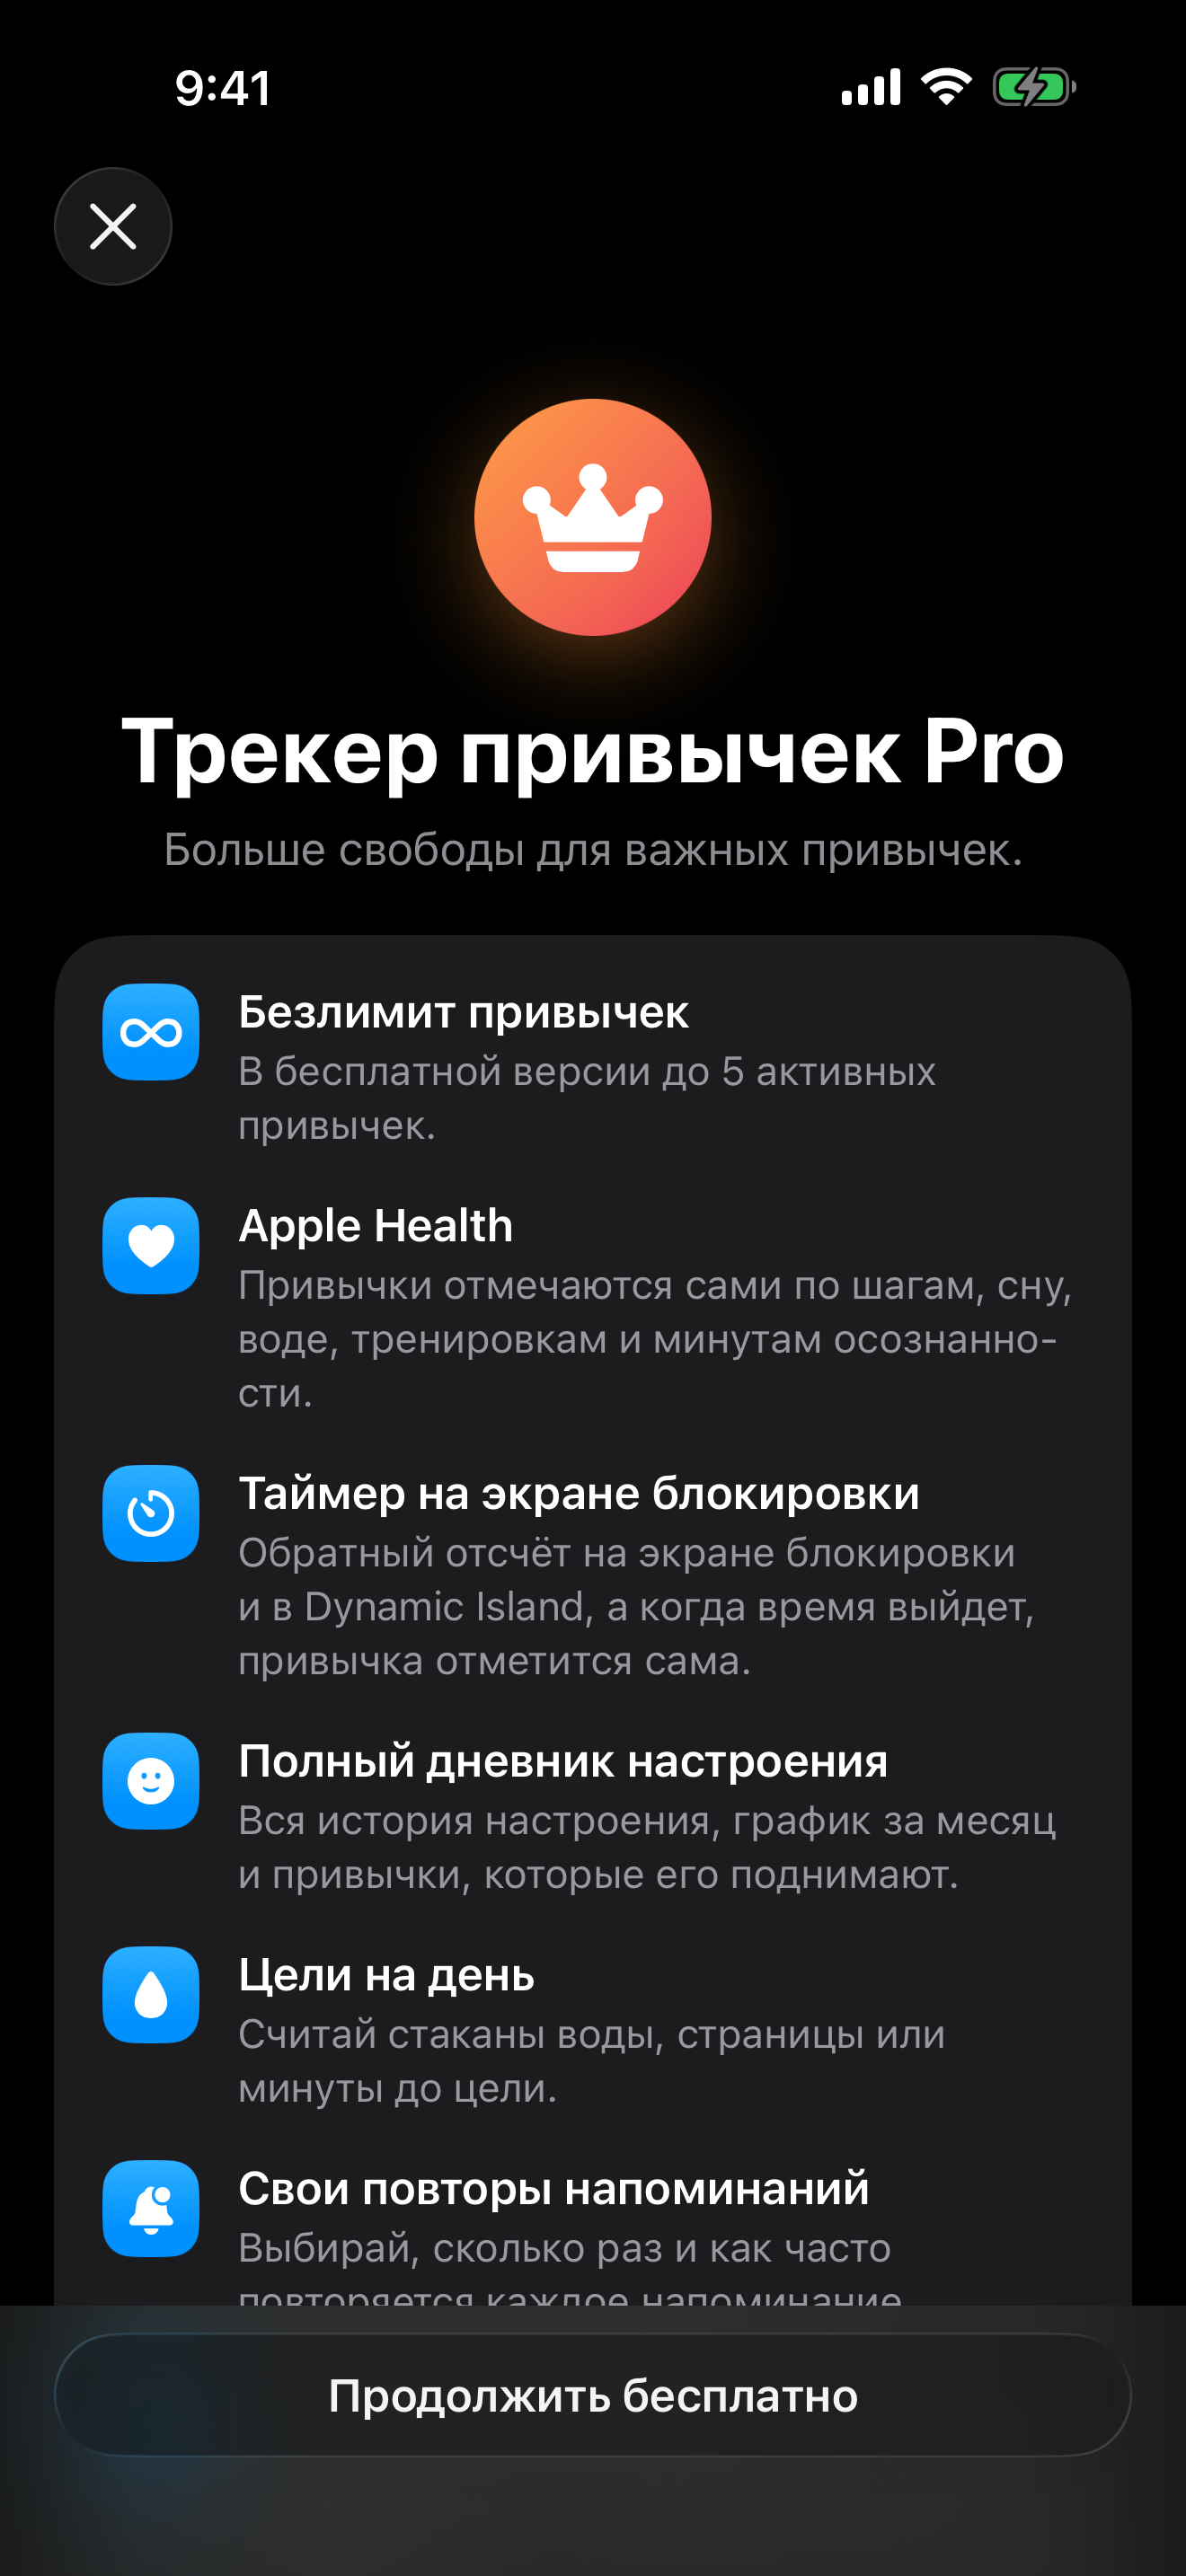 9:41
Трекер привычек Pro
Больше свободы для важных привычек.
Безлимит привычек
В бесплатной версии до 5 активных
привычек.
Apple Health
Привычки отмечаются сами по шагам, сну,
воде, тренировкам и минутам осознанно-
сти.
Таймер на экране блокировки
Обратный отсчёт на экране блокировки
и в Dynamic Island, а когда время выйдет,
привычка отметится сама.
Полный дневник настроения
Вся история настроения, график за месяц
и привычки, которые его поднимают.
Цели на день
Считай стаканы воды, страницы или
минуты до цели.
Свои повторы напоминаний
Выбирай, сколько раз и как часто
повторяется каждое напоминание
Продолжить бесплатно